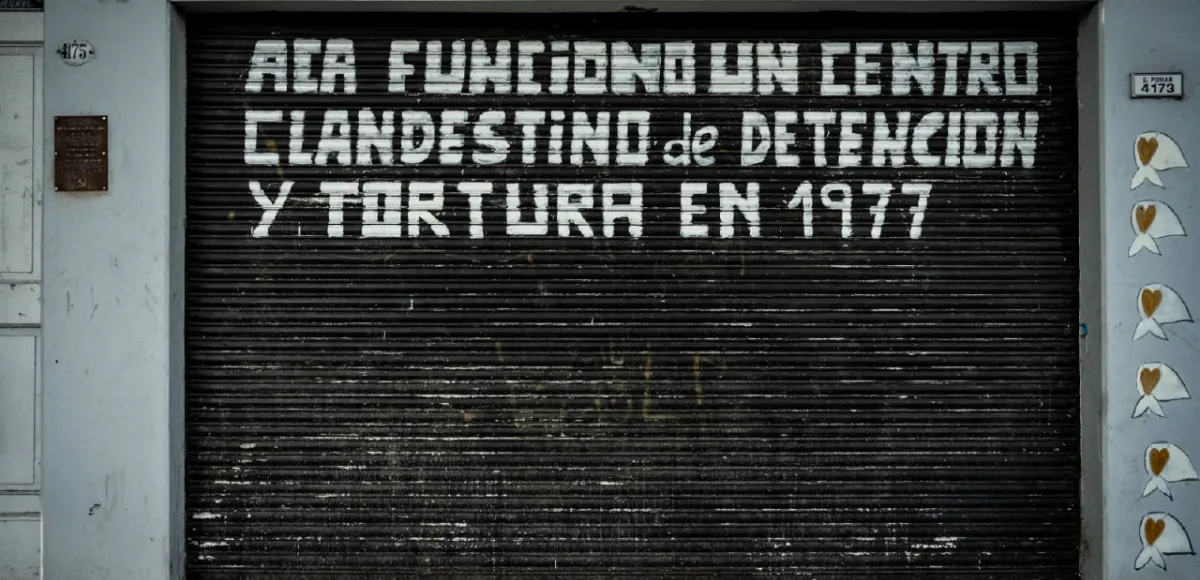 ACA FUNCIONO UN CENTRO
CLANDESTINO de DETENCION
Y TORTURA EN 1977
4175
4173